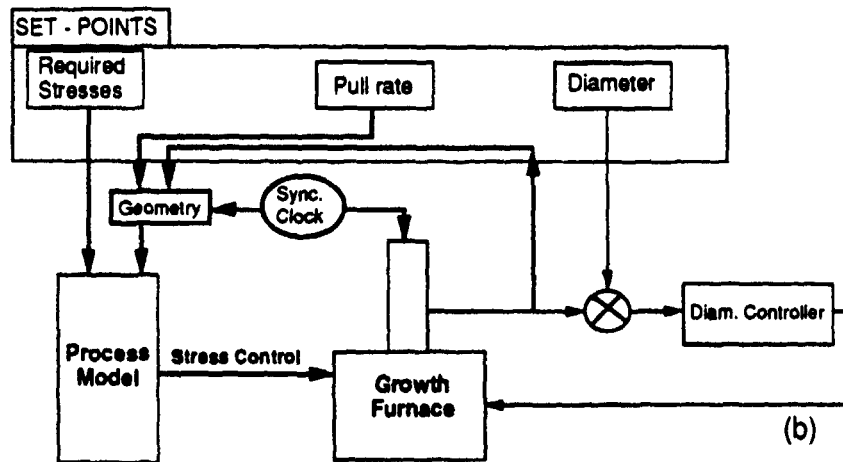 SET - POINTS
Required
Stresses
Pull rate
Diameter
Geometry
Sync.
Clock
Diam. Controller
Process
Model
Stress Control
Growth
Furnace
(b)